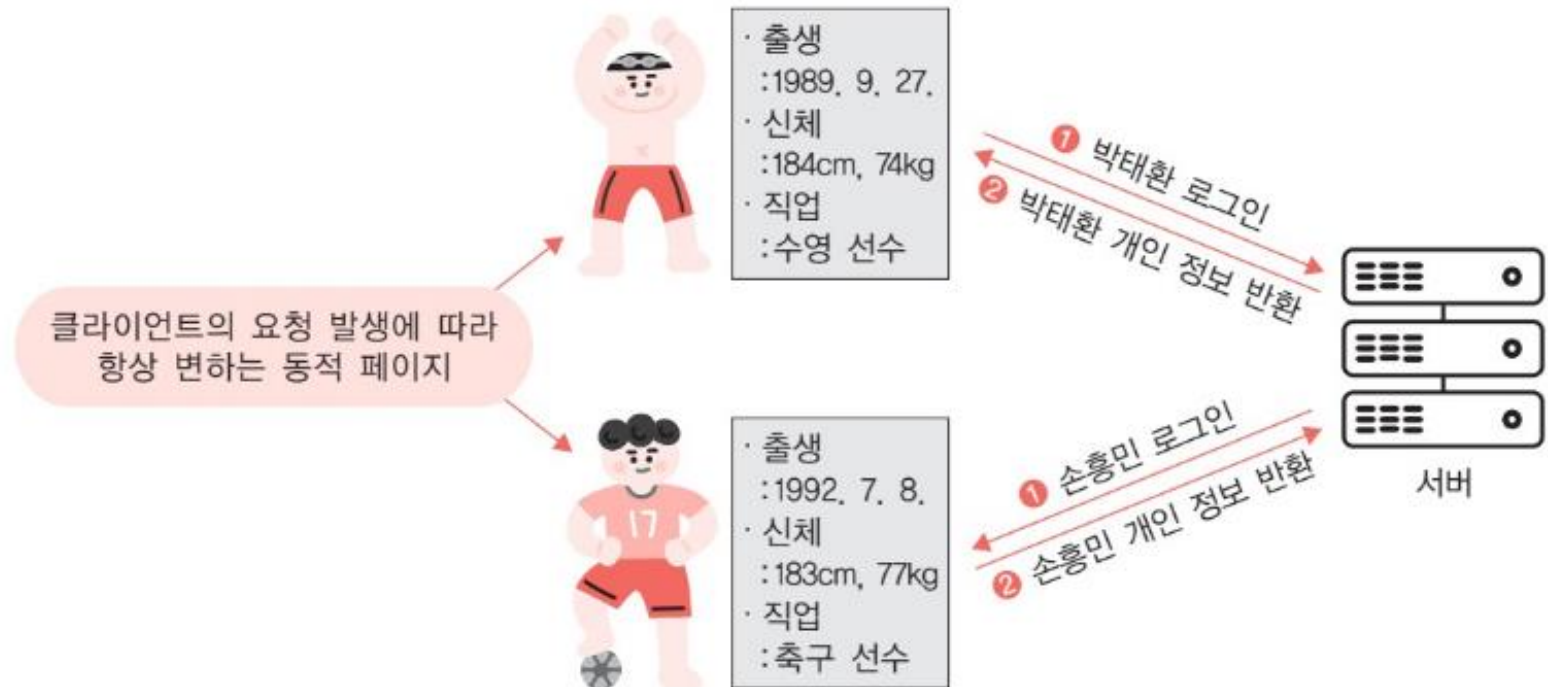 클라이언트의 요청 발생에 따라
항상 변하는 동적 페이지
· 출생
:1989. 9. 27.
· 신체
:184cm, 74kg
· 직업
:수영 선수
❶ 박태환 로그인
❷ 박태환 개인 정보 반환
17
· 출생
:1992. 7. 8.
· 신체
:183cm, 77kg
· 직업
:축구 선수
❶ 손흥민 로그인
❷ 손흥민 개인 정보 반환
서버